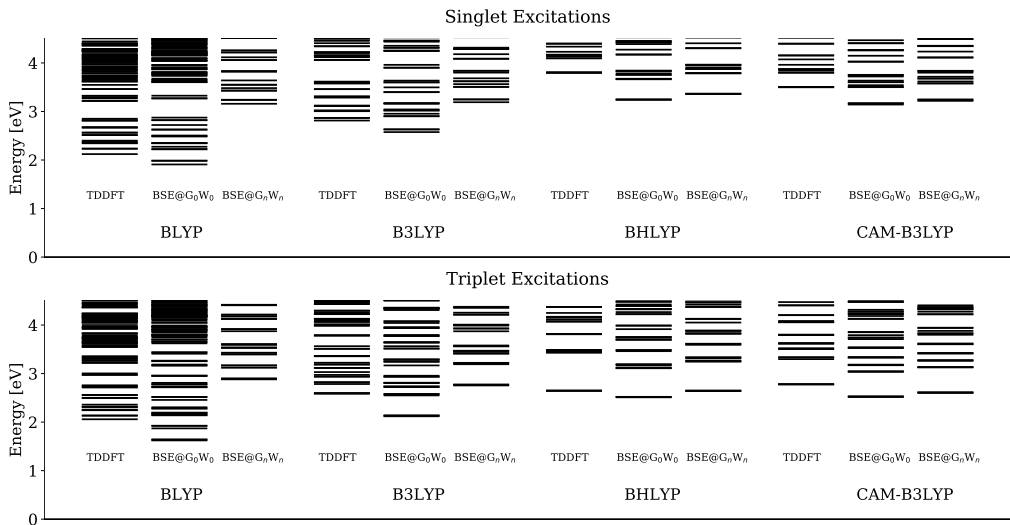 Singlet Excitations
Energy [eV]
4
3
2
1
0
TDDFT BSE@G₀W₀ BSE@GₙWₙ TDDFT BSE@G₀W₀ BSE@GₙWₙ TDDFT BSE@G₀W₀ BSE@GₙWₙ TDDFT BSE@G₀W₀ BSE@GₙWₙ
BLYP B3LYP BHLYP CAM-B3LYP
Triplet Excitations
Energy [eV]
4
3
2
1
0
TDDFT BSE@G₀W₀ BSE@GₙWₙ TDDFT BSE@G₀W₀ BSE@GₙWₙ TDDFT BSE@G₀W₀ BSE@GₙWₙ TDDFT BSE@G₀W₀ BSE@GₙWₙ
BLYP B3LYP BHLYP CAM-B3LYP